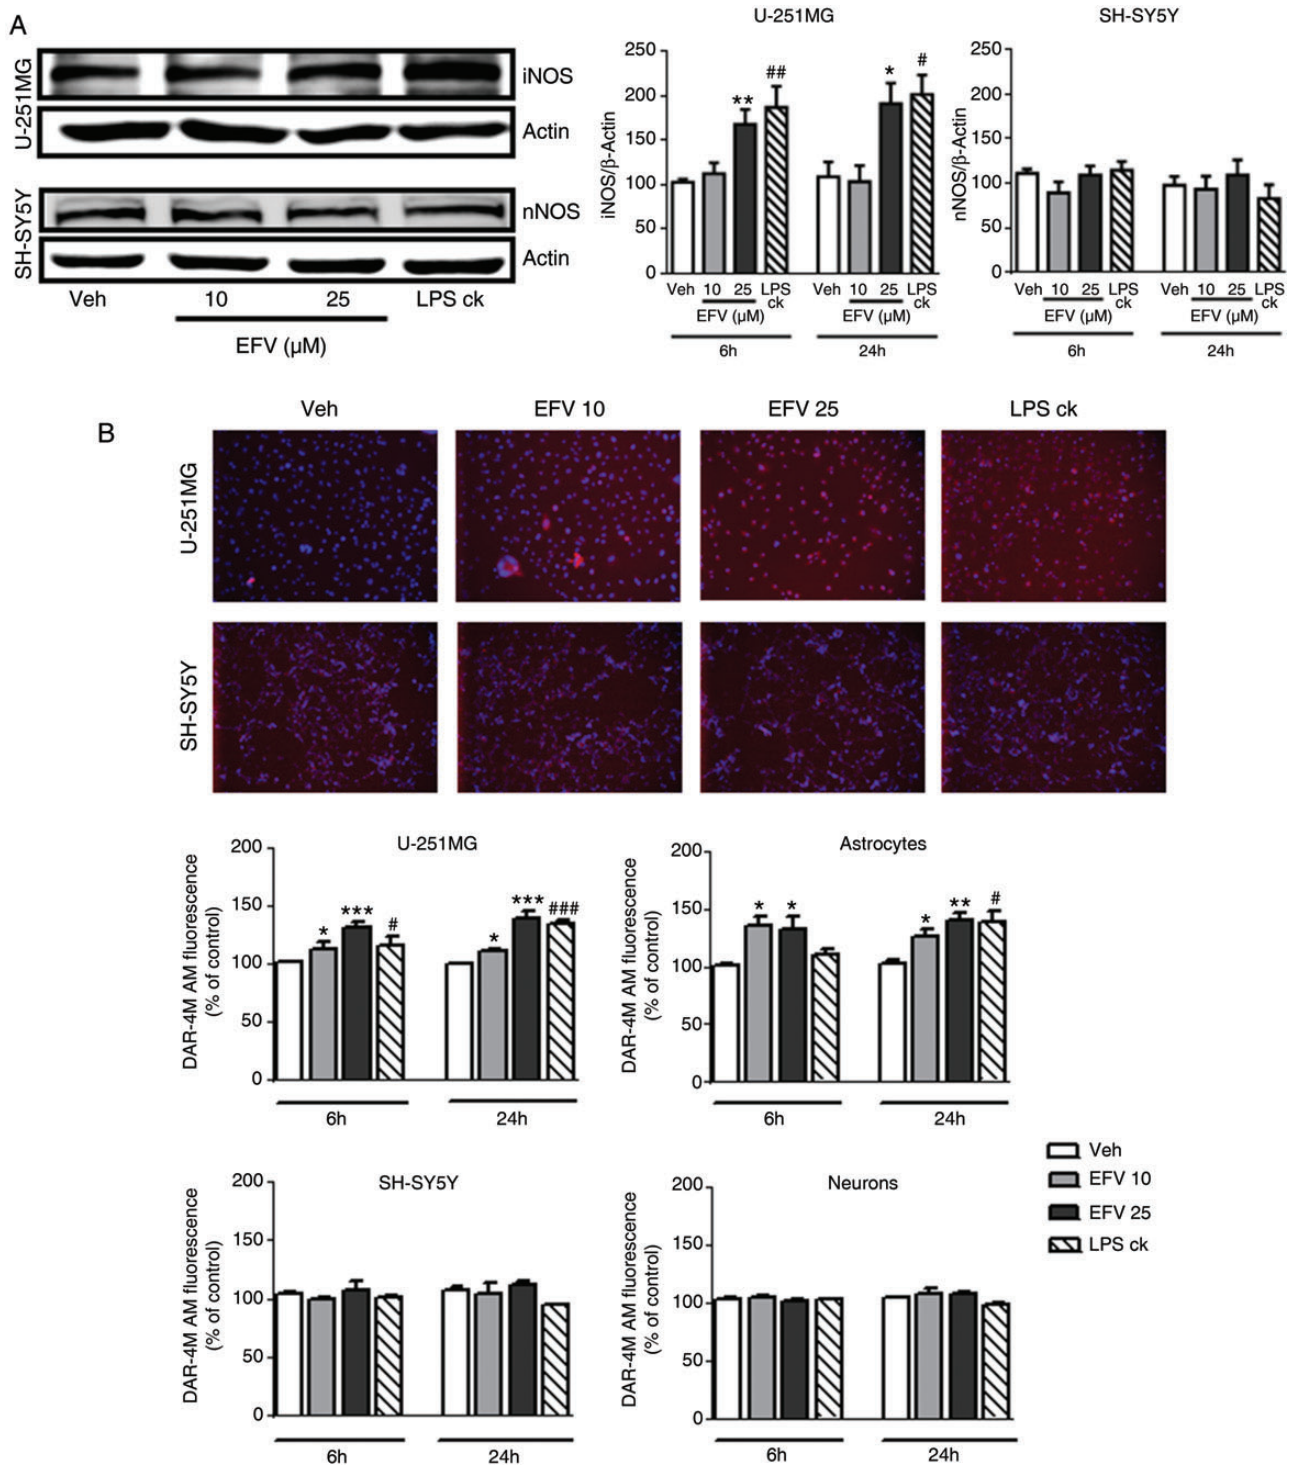 A
U-251MG
iNOS
Actin
SH-SY5Y
nNOS
Actin
Veh 10 25 LPS ck
EFV (µM)
U-251MG
iNOS/β-Actin
250
200
150
100
50
0
** ## * #
Veh 10 25 LPS ck Veh 10 25 LPS ck
EFV (µM) EFV (µM)
6h 24h
SH-SY5Y
nNOS/β-Actin
250
200
150
100
50
0
Veh 10 25 LPS ck Veh 10 25 LPS ck
EFV (µM) EFV (µM)
6h 24h
B
Veh EFV 10 EFV 25 LPS ck
U-251MG
SH-SY5Y
U-251MG
DAR-4M AM fluorescence
(% of control)
200
150
100
50
0
* *** # * *** ###
6h 24h
Astrocytes
DAR-4M AM fluorescence
(% of control)
200
150
100
50
0
* * * ** #
6h 24h
SH-SY5Y
DAR-4M AM fluorescence
(% of control)
200
150
100
50
0
6h 24h
Neurons
DAR-4M AM fluorescence
(% of control)
200
150
100
50
0
6h 24h
Veh
EFV 10
EFV 25
LPS ck